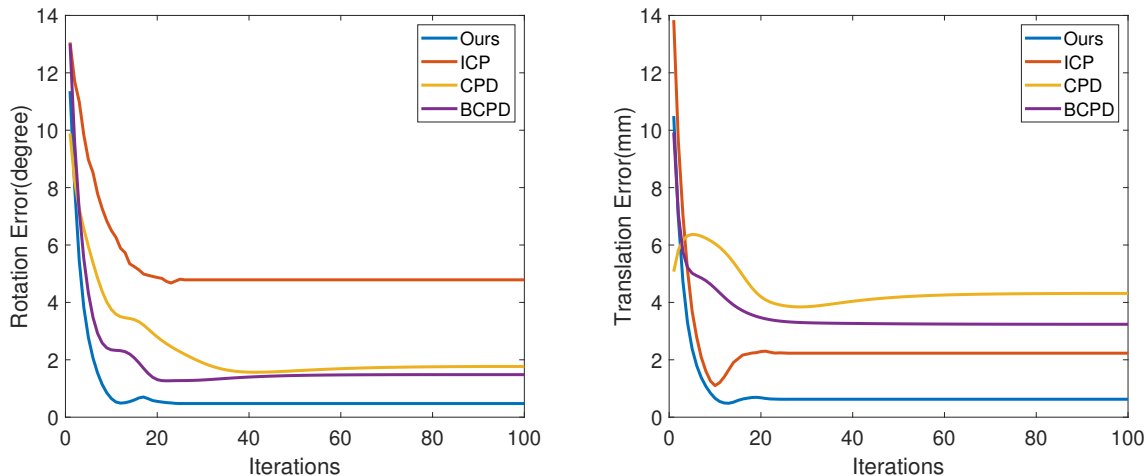 14
12
10
8
6
4
2
0
Rotation Error(degree)
0 20 40 60 80 100
Iterations
Ours
ICP
CPD
BCPD
14
12
10
8
6
4
2
0
Translation Error(mm)
0 20 40 60 80 100
Iterations
Ours
ICP
CPD
BCPD